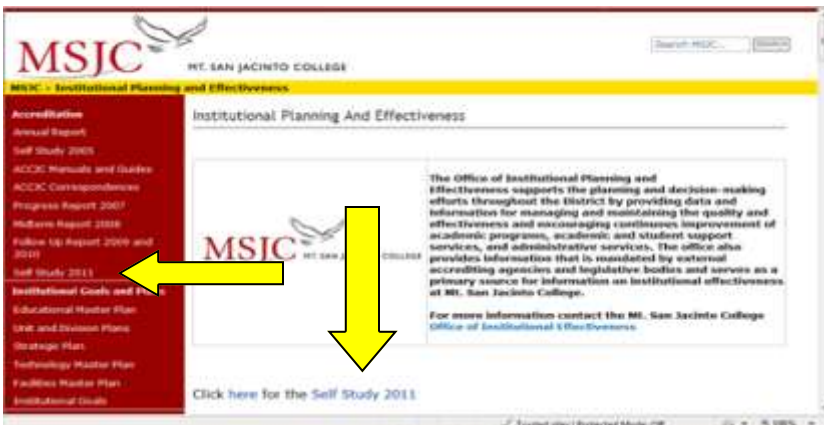 MSJC
MT. SAN JACINTO COLLEGE
Search MSJC...
MSJC > Institutional Planning and Effectiveness
Accreditation
Annual Report
Self Study 2005
ACCJC Manuals and Guides
ACCJC Correspondences
Progress Report 2007
Midterm Report 2008
Follow Up Report 2009 and
2010
Self Study 2011
Institutional Goals and Plans
Educational Master Plan
Unit and Division Plans
Strategic Plan
Technology Master Plan
Facilities Master Plan
Institutional Goals
Institutional Planning And Effectiveness
MSJC MT. SAN COLLEGE
The Office of Institutional Planning and
Effectiveness supports the planning and decision-making
efforts throughout the District by providing data and
information for managing and maintaining the quality and
effectiveness and encouraging continuous improvement of
academic programs, academic and student support
services, and administrative services. The office also
provides information that is mandated by external
accrediting agencies and legislative bodies and serves as a
primary source for information on institutional effectiveness
at Mt. San Jacinto College.
For more information contact the Mt. San Jacinto College
Office of Institutional Effectiveness
Click here for the Self Study 2011